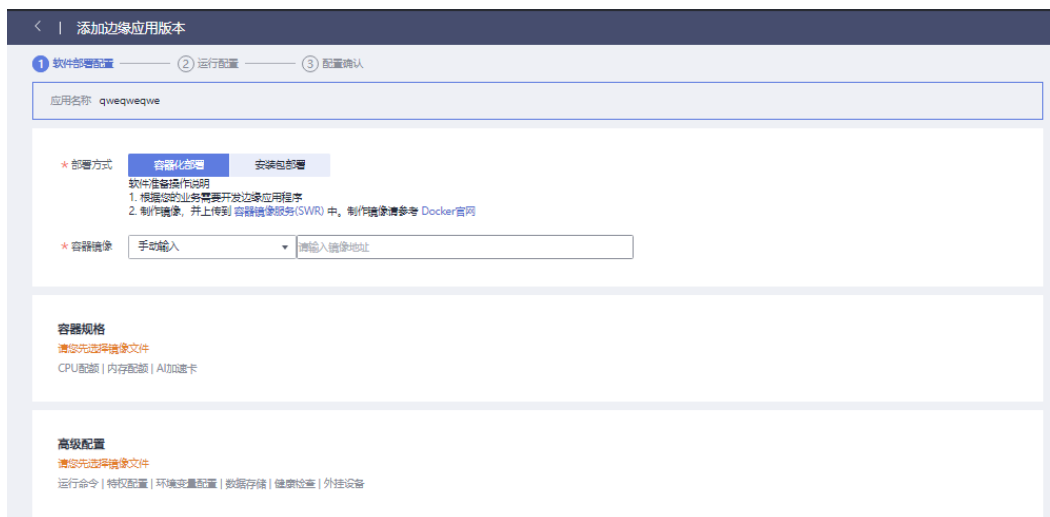 < | 添加边缘应用版本
1 软件部署配置 2 运行配置 3 配置确认
应用名称 qweqweqwe
* 部署方式 容器化部署 安装包部署
软件准备操作说明
1. 根据您的业务需要开发边缘应用程序
2. 制作镜像，并上传到 容器镜像服务(SWR) 中。制作镜像请参考 Docker官网
* 容器镜像 手动输入 请输入镜像地址
容器规格
请您先选择镜像文件
CPU配额 | 内存配额 | AI加速卡
高级配置
请您先选择镜像文件
运行命令 | 特权配置 | 环境变量配置 | 数据存储 | 健康检查 | 外挂设备